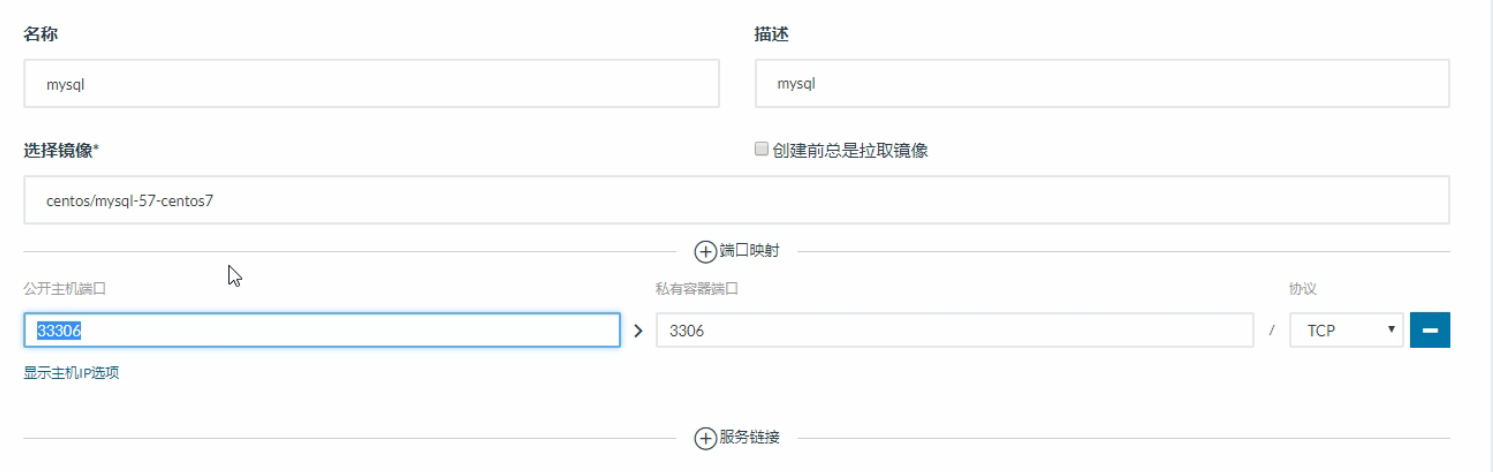 名称 描述
mysql mysql
选择镜像* 创建前总是拉取镜像
centos/mysql-57-centos7
端口映射
公开主机端口 私有容器端口 协议
33306 3306 / TCP
显示主机IP选项
服务链接